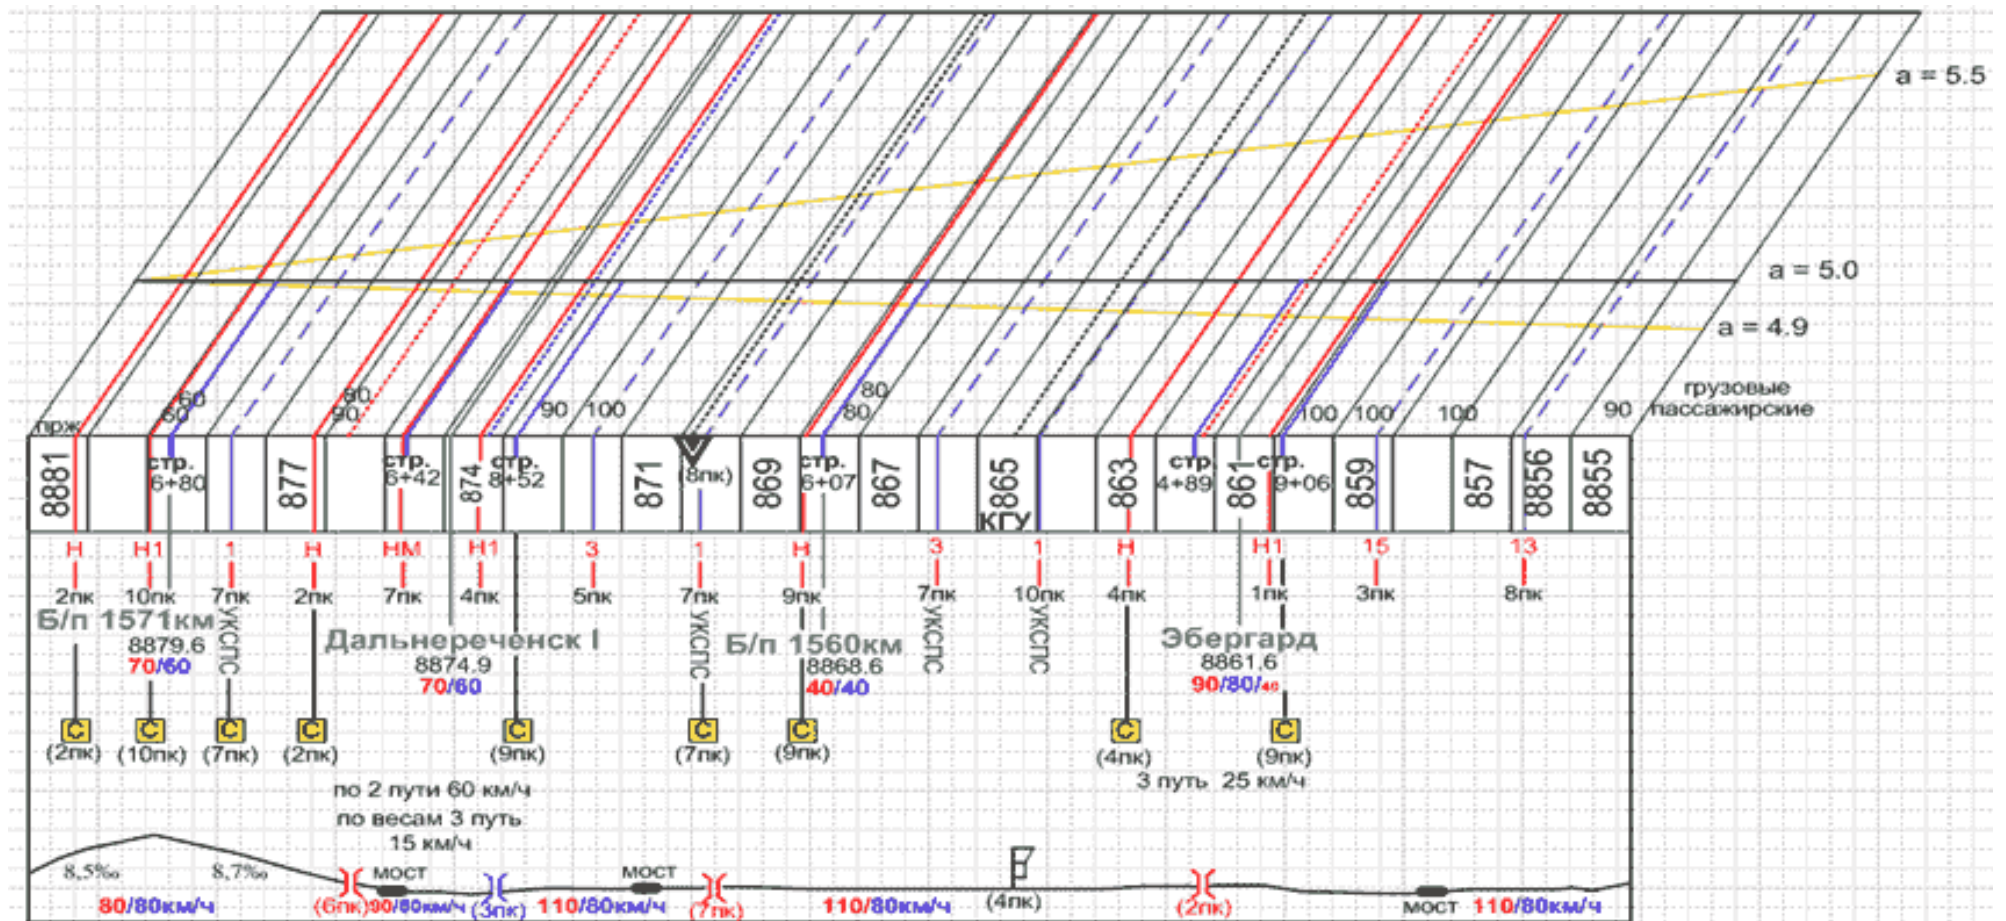 a = 5.5
a = 5.0
a = 4.9
грузовые
пассажирские
прж
60
60
80
90
90
100
80
80
100
100
100
90
8881
стр.
6+80
877
стр.
6+42
874
стр.
8+52
871
(8пк)
869
стр.
6+07
867
8865
КГУ
863
стр.
4+89
861
стр.
9+06
859
857
8856
8855
Н Н1 1 Н НМ Н1 3 1 Н 3 1 Н Н1 15 13
2пк 10пк 7пк 2пк 7пк 4пк 5пк 7пк 9пк 7пк 10пк 4пк 1пк 3пк 8пк
УКСПС
УКСПС
УКСПС
УКСПС
Б/п 1571км
8879.6
70/60
Дальнереченск I
8874.9
70/60
Б/п 1560км
8868.6
40/40
Эбергард
8861.6
90/80/40
С С С С С С С С С
(2пк) (10пк) (7пк) (2пк) (9пк) (7пк) (9пк) (4пк) (9пк)
3 путь 25 км/ч
по 2 пути 60 км/ч
по весам 3 путь
15 км/ч
8,5‰
8,7‰
мост
мост
80/80км/ч (6пк) 90/80км/ч (3пк) 110/80км/ч (7пк) 110/80км/ч (4пк) (2пк) мост 110/80км/ч